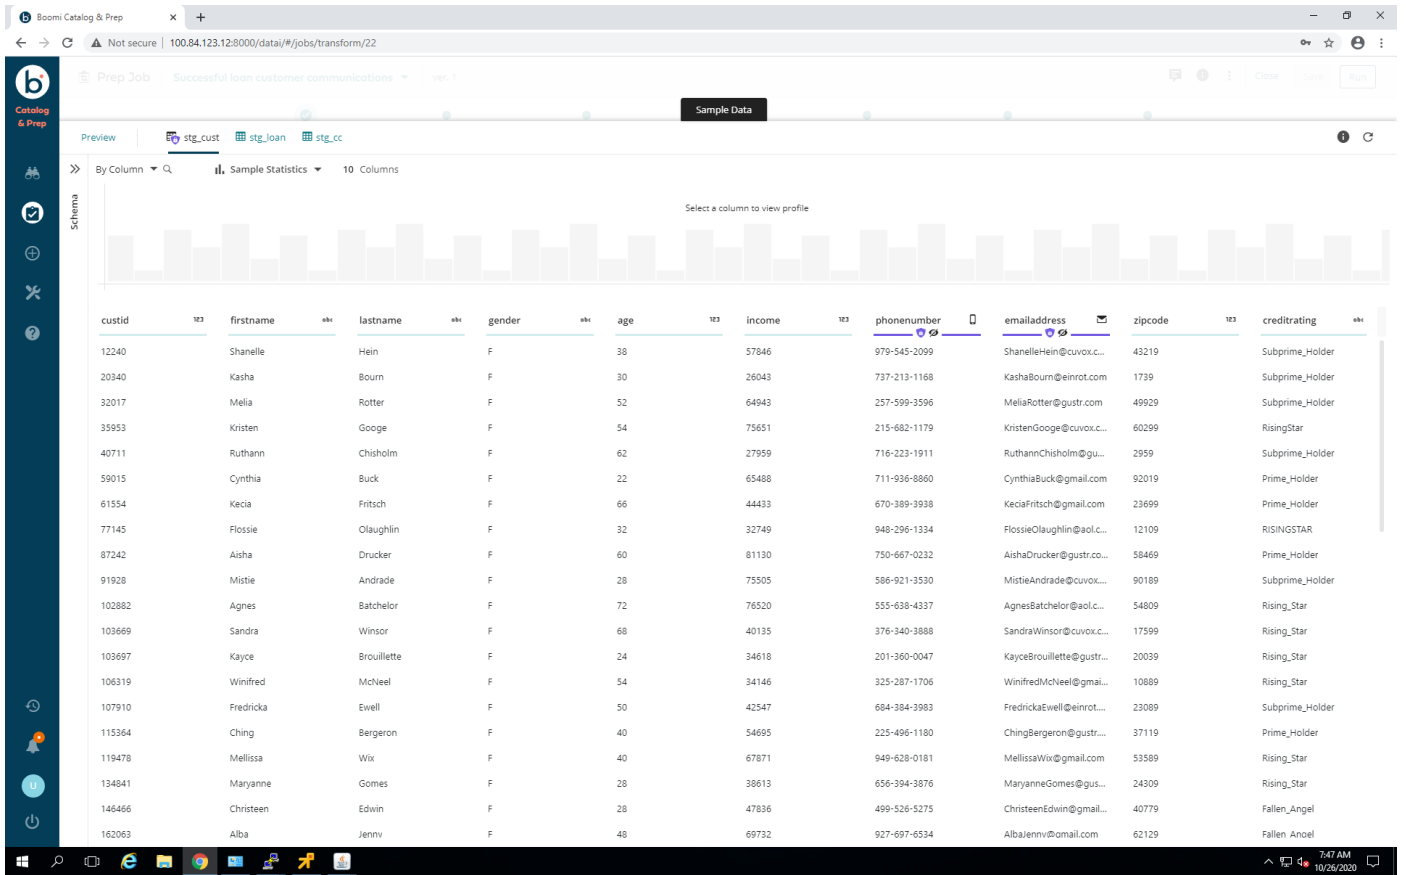 Boomi Catalog & Prep
Not secure 100.84.123.12:8000/datai/#/jobs/transform/22
Catalog
& Prep
Prep Job Successful loan customer communications ver. 1 Close Save Run
Sample Data
Preview stg_cust stg_loan stg_cc
By Column Sample Statistics 10 Columns
Schema
Select a column to view profile
custid 123 firstname abc lastname abc gender abc age 123 income 123 phonenumber emailaddress zipcode 123 creditrating abc
12240 Shanelle Hein F 38 57846 979-545-2099 ShanelleHein@cuvox.c... 43219 Subprime_Holder
20340 Kasha Bourn F 30 26043 737-213-1168 KashaBourn@einrot.com 1739 Subprime_Holder
32017 Melia Rotter F 52 64943 257-599-3596 MeliaRotter@gustr.com 49929 Subprime_Holder
35953 Kristen Googe F 54 75651 215-682-1179 KristenGooge@cuvox.c... 60299 RisingStar
40711 Ruthann Chisholm F 62 27959 716-223-1911 RuthannChisholm@gu... 2959 Subprime_Holder
59015 Cynthia Buck F 22 65488 711-936-8860 CynthiaBuck@gmail.com 92019 Prime_Holder
61554 Kecia Fritsch F 66 44433 670-389-3938 KeciaFritsch@gmail.com 23699 Prime_Holder
77145 Flossie Olaughlin F 32 32749 948-296-1334 FlossieOlaughlin@aol.c... 12109 RISINGSTAR
87242 Aisha Drucker F 60 81130 750-667-0232 AishaDrucker@gustr.co... 58469 Prime_Holder
91928 Mistie Andrade F 28 75505 586-921-3530 MistieAndrade@cuvox.... 90189 Subprime_Holder
102882 Agnes Batchelor F 72 76520 555-638-4337 AgnesBatchelor@aol.c... 54809 Rising_Star
103669 Sandra Winsor F 68 40135 376-340-3888 SandraWinsor@cuvox.c... 17599 Rising_Star
103697 Kayce Brouillette F 24 34618 201-360-0047 KayceBrouillette@gustr... 20039 Rising_Star
106319 Winifred McNeel F 54 34146 325-287-1706 WinifredMcNeel@gmai... 10889 Rising_Star
107910 Fredricka Ewell F 50 42547 684-384-3983 FredrickaEwell@einrot.... 23089 Subprime_Holder
115364 Ching Bergeron F 40 54695 225-496-1180 ChingBergeron@gustr.... 37119 Prime_Holder
119478 Mellissa Wix F 40 67871 949-628-0181 MellissaWix@gmail.com 53589 Rising_Star
134841 Maryanne Gomes F 28 38613 656-394-3876 MaryanneGomes@gus... 24309 Rising_Star
146466 Christeen Edwin F 28 47836 499-526-5275 ChristeenEdwin@gmail... 40779 Fallen_Angel
162063 Alba Jenny F 48 69732 927-697-6534 AlbaJenny@gmail.com 62129 Fallen_Angel
U
7:47 AM
10/26/2020